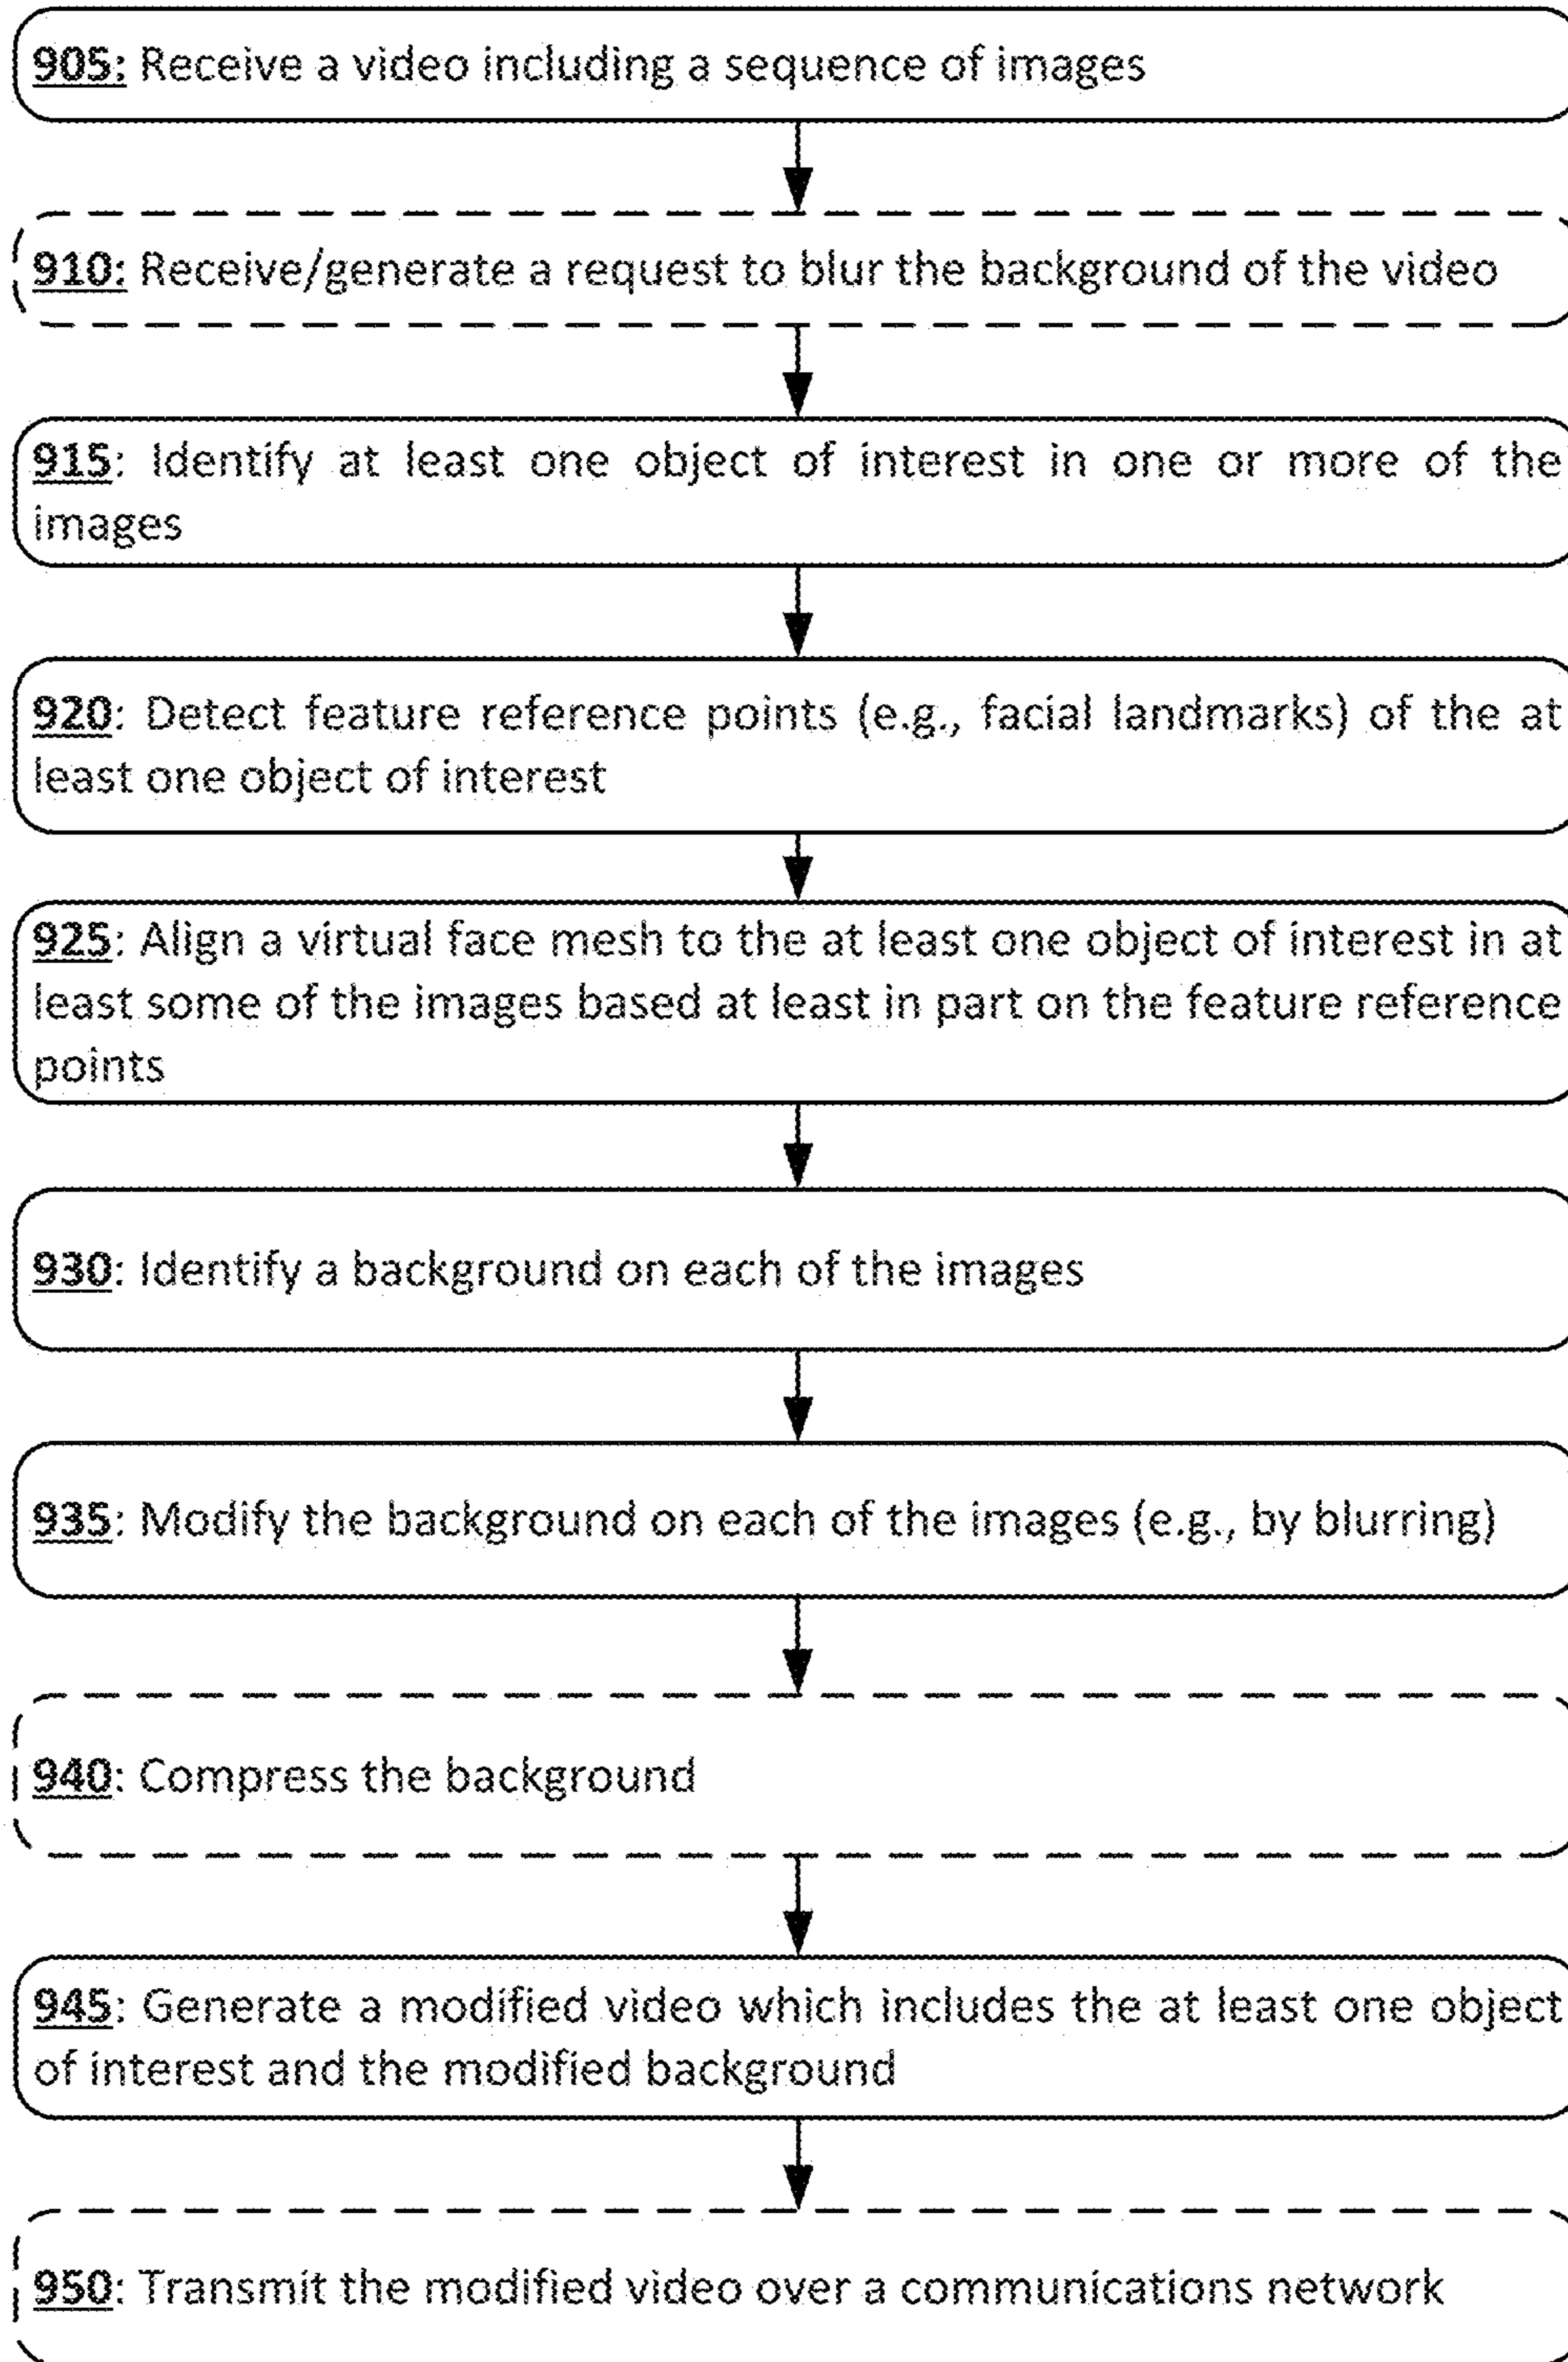 905: Receive a video including a sequence of images
910: Receive/generate a request to blur the background of the video
915: Identify at least one object of interest in one or more of the
images
920: Detect feature reference points (e.g., facial landmarks) of the at
least one object of interest
925: Align a virtual face mesh to the at least one object of interest in at
least some of the images based at least in part on the feature reference
points
930: Identify a background on each of the images
935: Modify the background on each of the images (e.g., by blurring)
940: Compress the background
945: Generate a modified video which includes the at least one object
of interest and the modified background
950: Transmit the modified video over a communications network